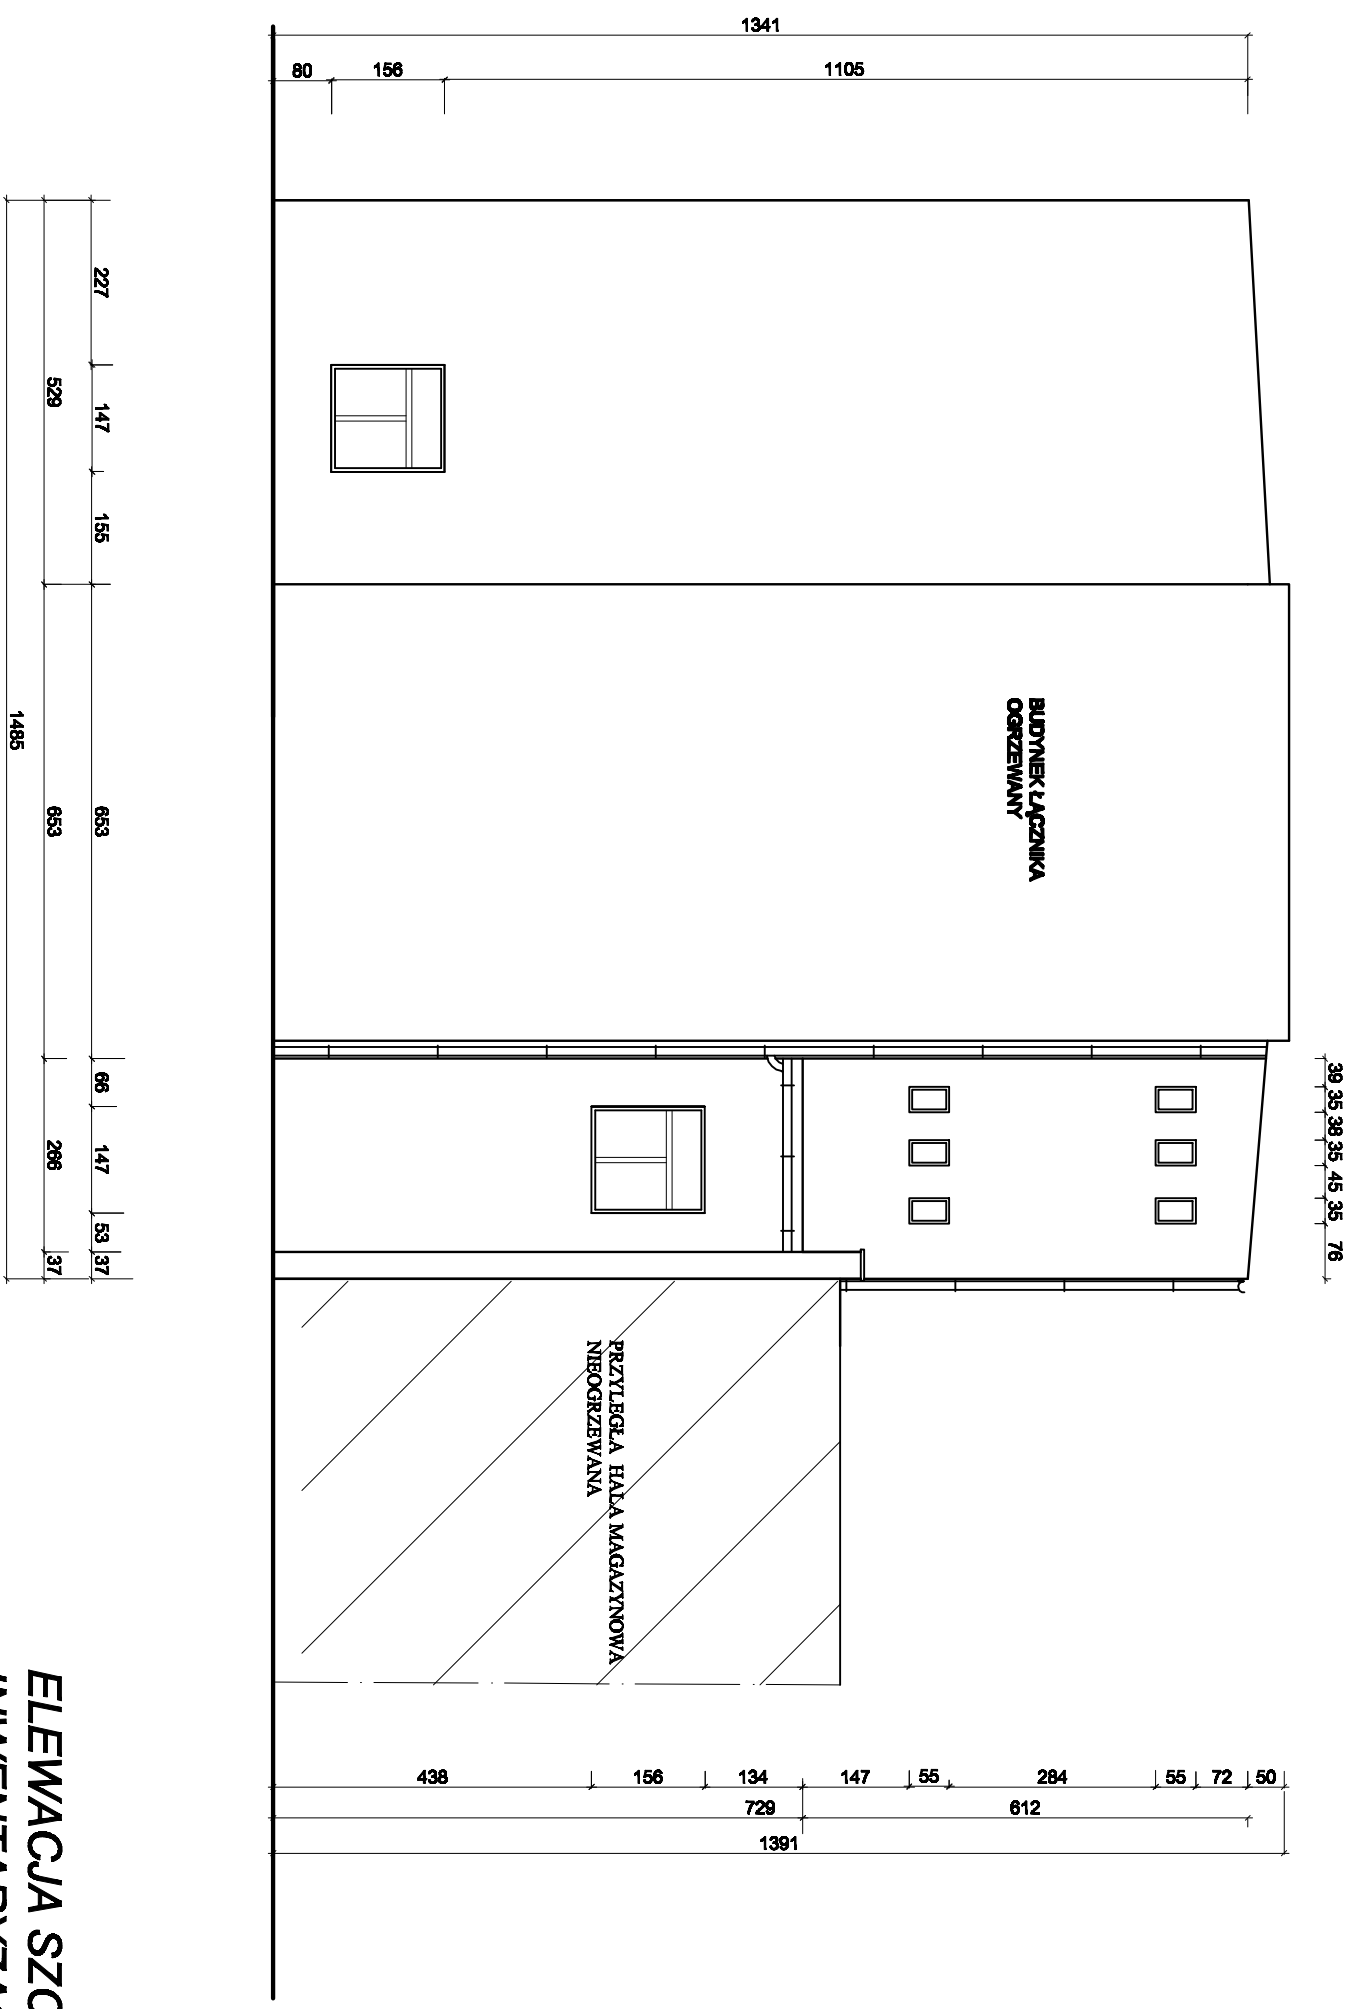 1341
80 156 1105
39 35 38 35 45 35 76
BUDYNEK ŁĄCZNIKA
OGRZEWANY
PRZYLEGŁA HALA MAGAZYNOWA
NIEOGRZEWANA
227 147 155 653 66 147 53 37
529 653 266 37
1485
438 156 134 147 55 284 55 72 50
729 612
1391
ELEWACJA